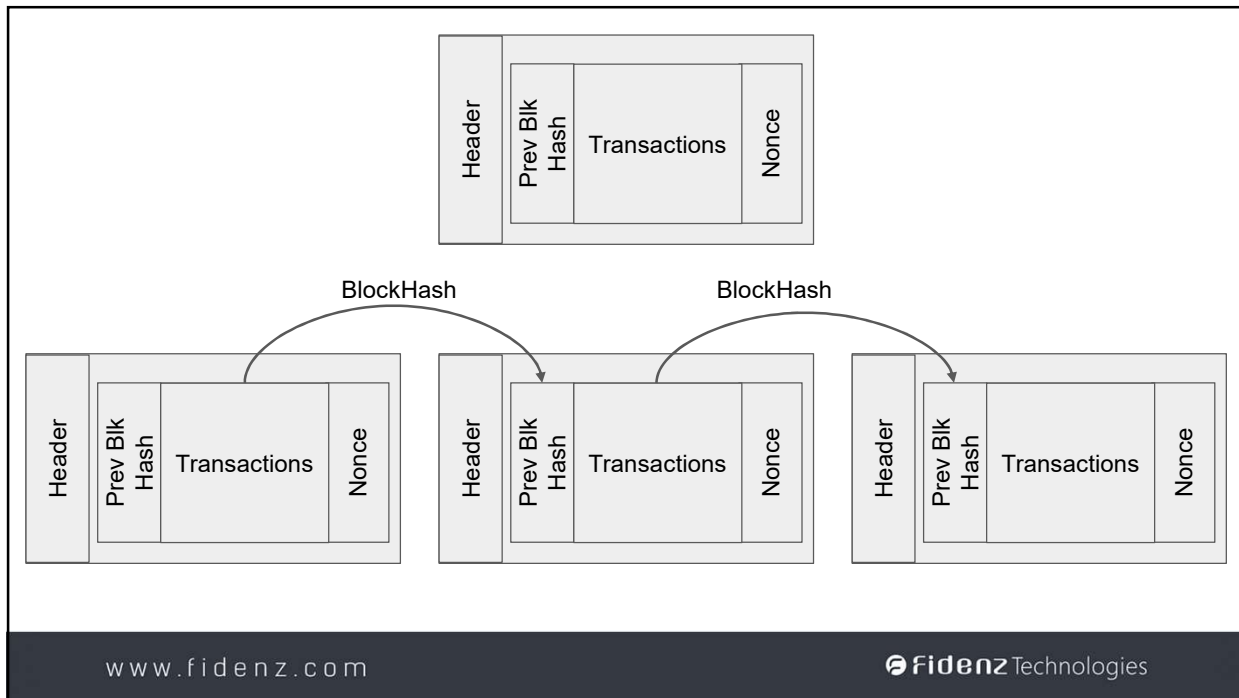 Header
Prev Blk
Hash
Transactions
Nonce
BlockHash
BlockHash
Header
Prev Blk
Hash
Transactions
Nonce
Header
Prev Blk
Hash
Transactions
Nonce
Header
Prev Blk
Hash
Transactions
Nonce
www.fidenz.com
Fidenz Technologies